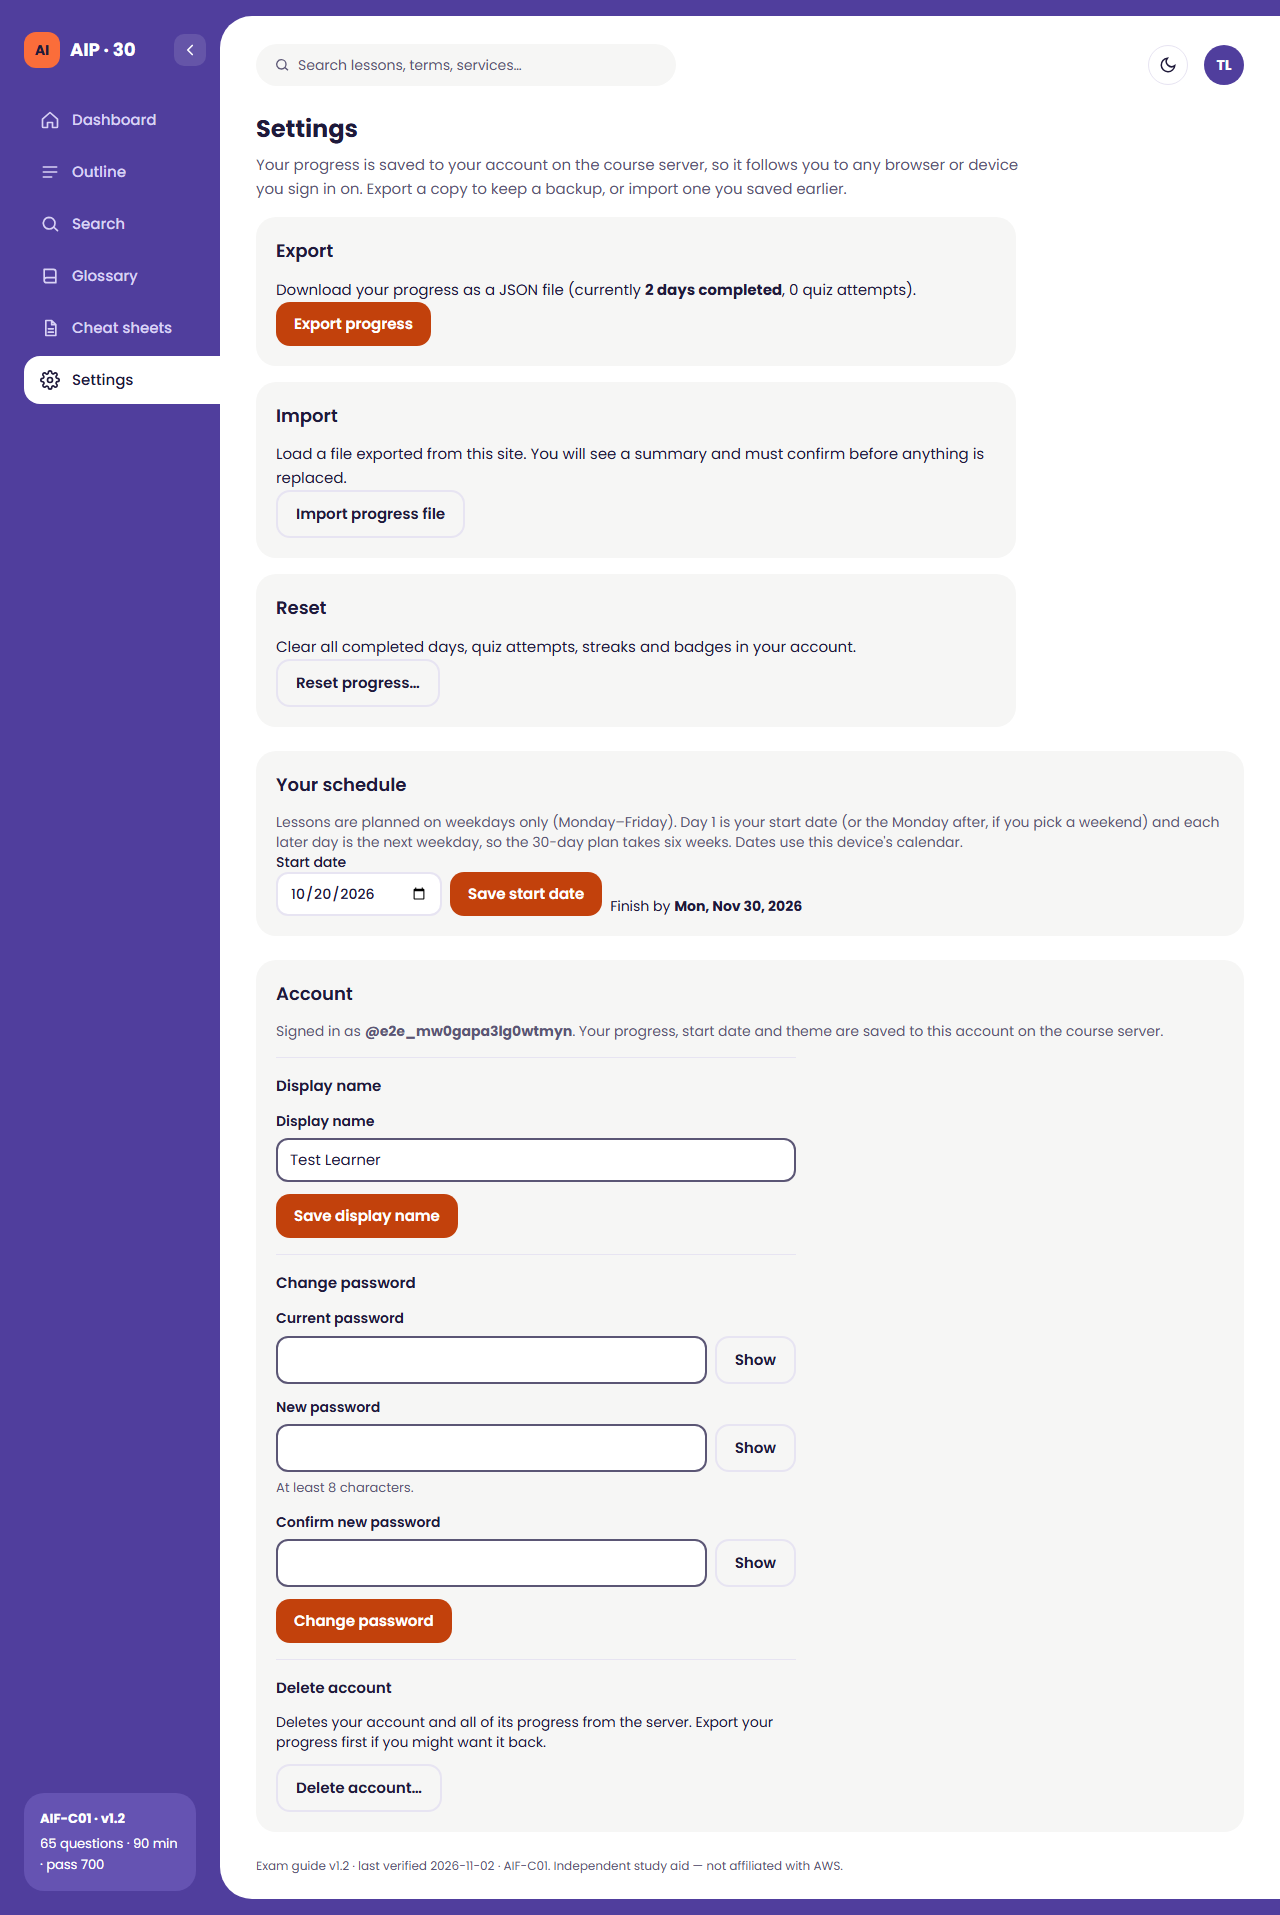 AI AIP · 30
Search lessons, terms, services...
TL
Dashboard
Outline
Search
Glossary
Cheat sheets
Settings
AIF-C01 · v1.2
65 questions · 90 min
· pass 700
Settings
Your progress is saved to your account on the course server, so it follows you to any browser or device
you sign in on. Export a copy to keep a backup, or import one you saved earlier.
Export
Download your progress as a JSON file (currently 2 days completed, 0 quiz attempts).
Export progress
Import
Load a file exported from this site. You will see a summary and must confirm before anything is
replaced.
Import progress file
Reset
Clear all completed days, quiz attempts, streaks and badges in your account.
Reset progress...
Your schedule
Lessons are planned on weekdays only (Monday–Friday). Day 1 is your start date (or the Monday after, if you pick a weekend) and each
later day is the next weekday, so the 30-day plan takes six weeks. Dates use this device's calendar.
Start date
10/20/2026 Save start date Finish by Mon, Nov 30, 2026
Account
Signed in as @e2e_mw0gapa3lg0wtmyn. Your progress, start date and theme are saved to this account on the course server.
Display name
Display name
Test Learner
Save display name
Change password
Current password
Show
New password
Show
At least 8 characters.
Confirm new password
Show
Change password
Delete account
Deletes your account and all of its progress from the server. Export your
progress first if you might want it back.
Delete account...
Exam guide v1.2 · last verified 2026-11-02 · AIF-C01. Independent study aid — not affiliated with AWS.